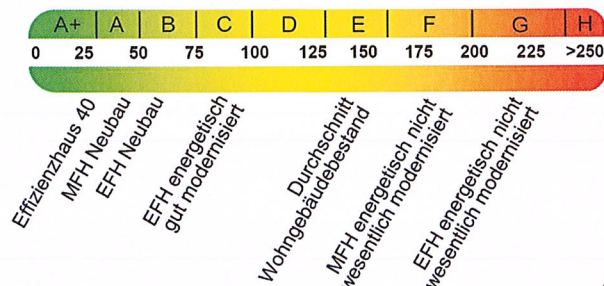 A+ A B C D E F G H
0 25 50 75 100 125 150 175 200 225 >250
Effizienzhaus 40
MFH Neubau
EFH Neubau
EFH energetisch
gut modernisiert
Durchschnitt
Wohngebäudebestand
MFH energetisch nicht
wesentlich modernisiert
EFH energetisch nicht
wesentlich modernisiert